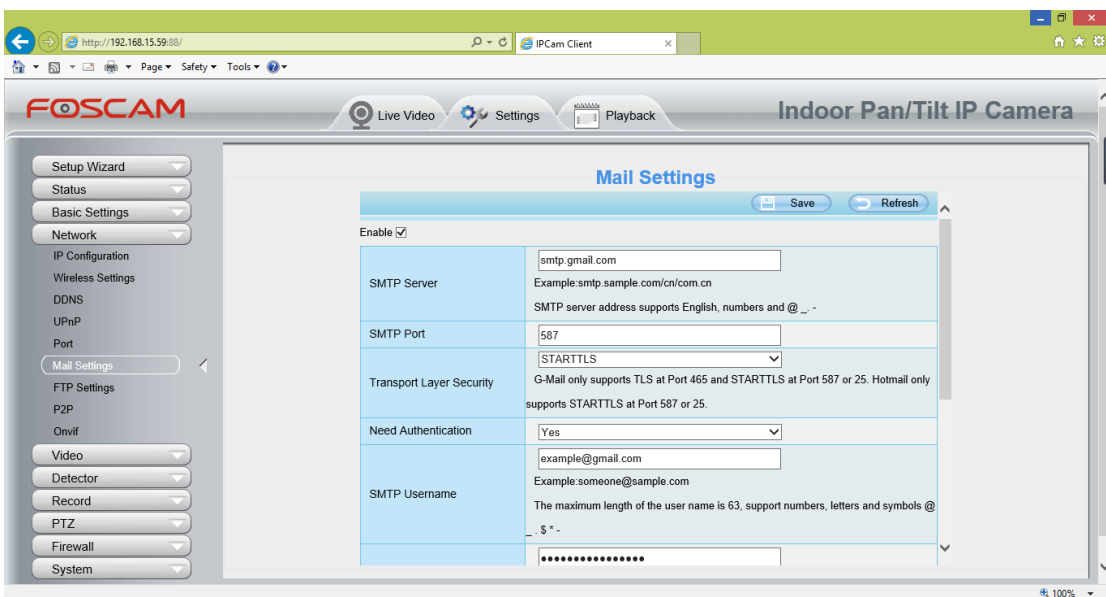 http://192.168.15.59:88/
IPCam Client
Page Safety Tools
FOSCAM
Live Video
Settings
Playback
Indoor Pan/Tilt IP Camera
Setup Wizard
Status
Basic Settings
Network
IP Configuration
Wireless Settings
DDNS
UPnP
Port
Mail Settings
FTP Settings
P2P
Onvif
Video
Detector
Record
PTZ
Firewall
System
Mail Settings
Save
Refresh
Enable
SMTP Server
smtp.gmail.com
Example:smtp.sample.com/cn/com.cn
SMTP server address supports English, numbers and @ _. -
SMTP Port
587
Transport Layer Security
STARTTLS
G-Mail only supports TLS at Port 465 and STARTTLS at Port 587 or 25. Hotmail only
supports STARTTLS at Port 587 or 25.
Need Authentication
Yes
SMTP Username
example@gmail.com
Example:someone@sample.com
The maximum length of the user name is 63, support numbers, letters and symbols @
_ . $ * -
••••••••••••••••
100%